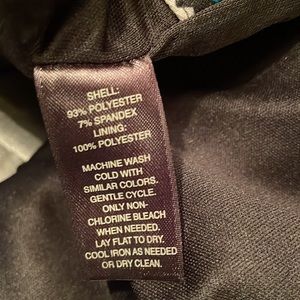 SHELL:
93% POLYESTER
7% SPANDEX
LINING:
100% POLYESTER
MACHINE WASH
COLD WITH
SIMILAR COLORS.
GENTLE CYCLE.
ONLY NON-
CHLORINE BLEACH
WHEN NEEDED.
LAY FLAT TO DRY.
COOL IRON AS NEEDED
OR DRY CLEAN.